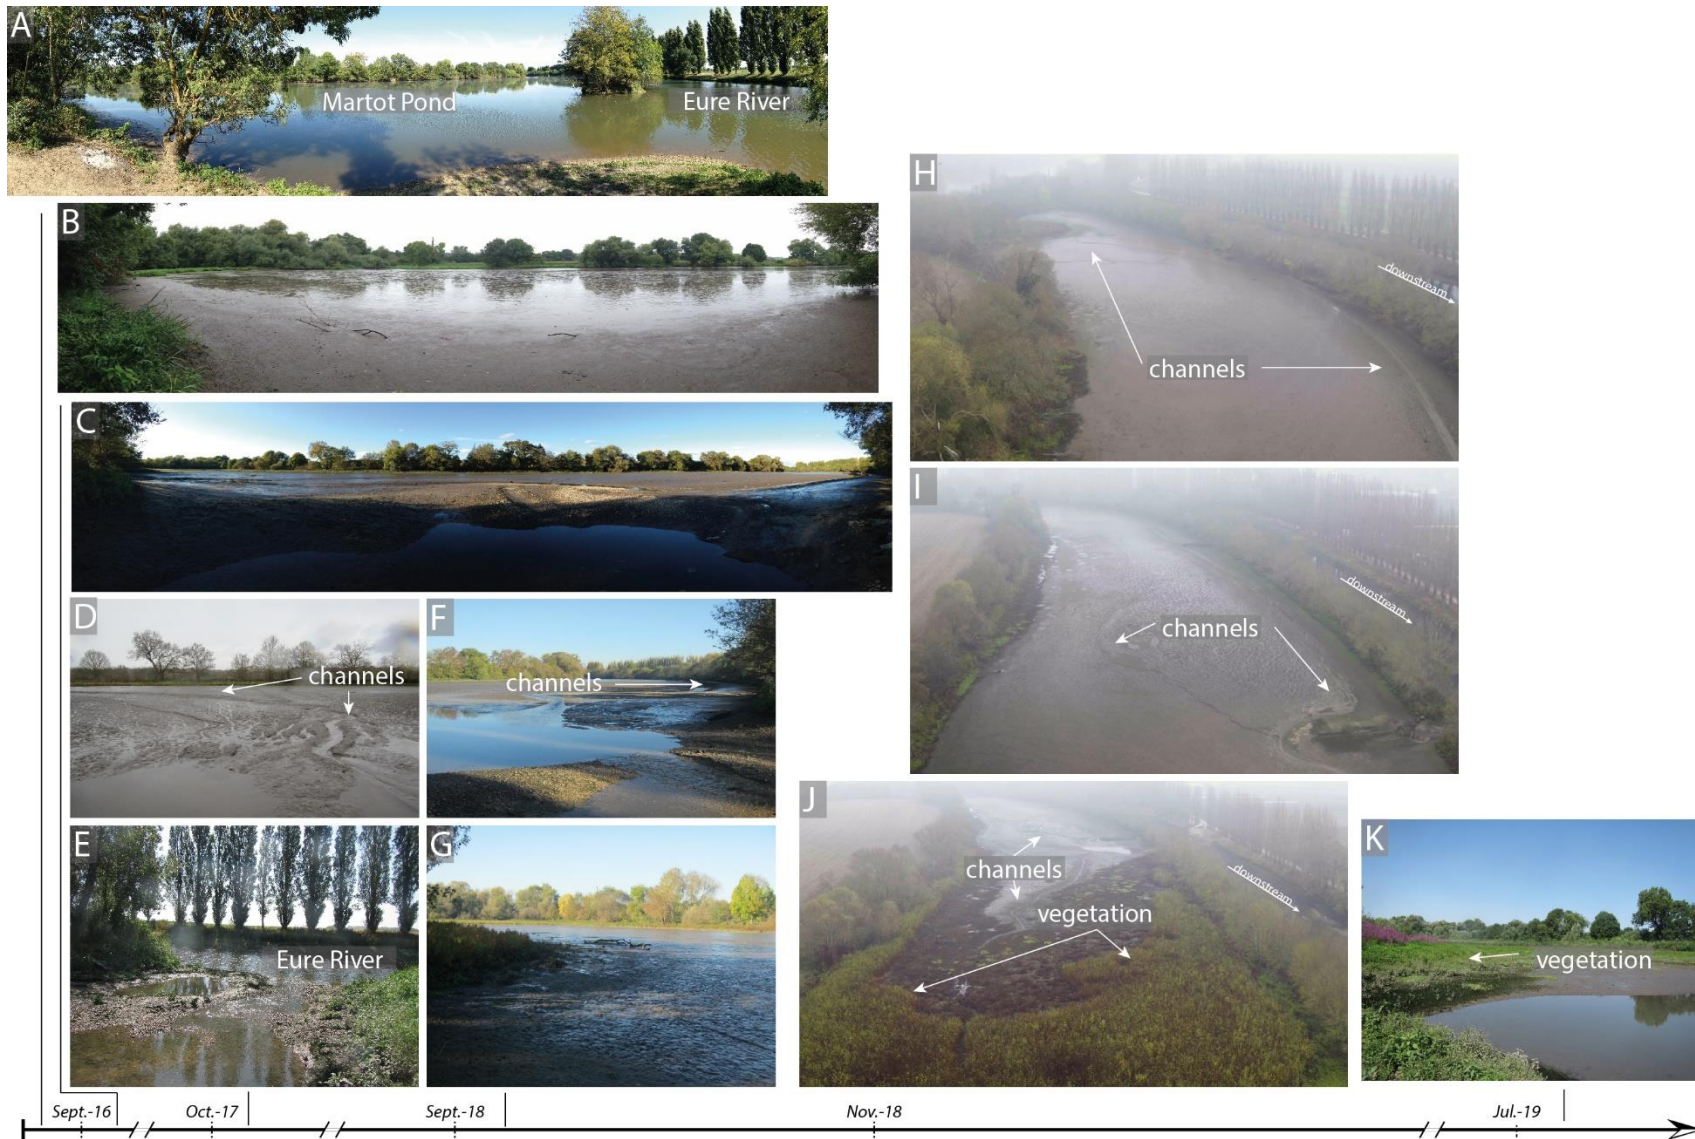 A
Martot Pond
Eure River
B
C
D
channels
E
Eure River
F
channels
G
H
channels
downstream
I
channels
downstream
J
channels
vegetation
downstream
K
vegetation
Sept.-16
Oct.-17
Sept.-18
Nov.-18
Jul.-19